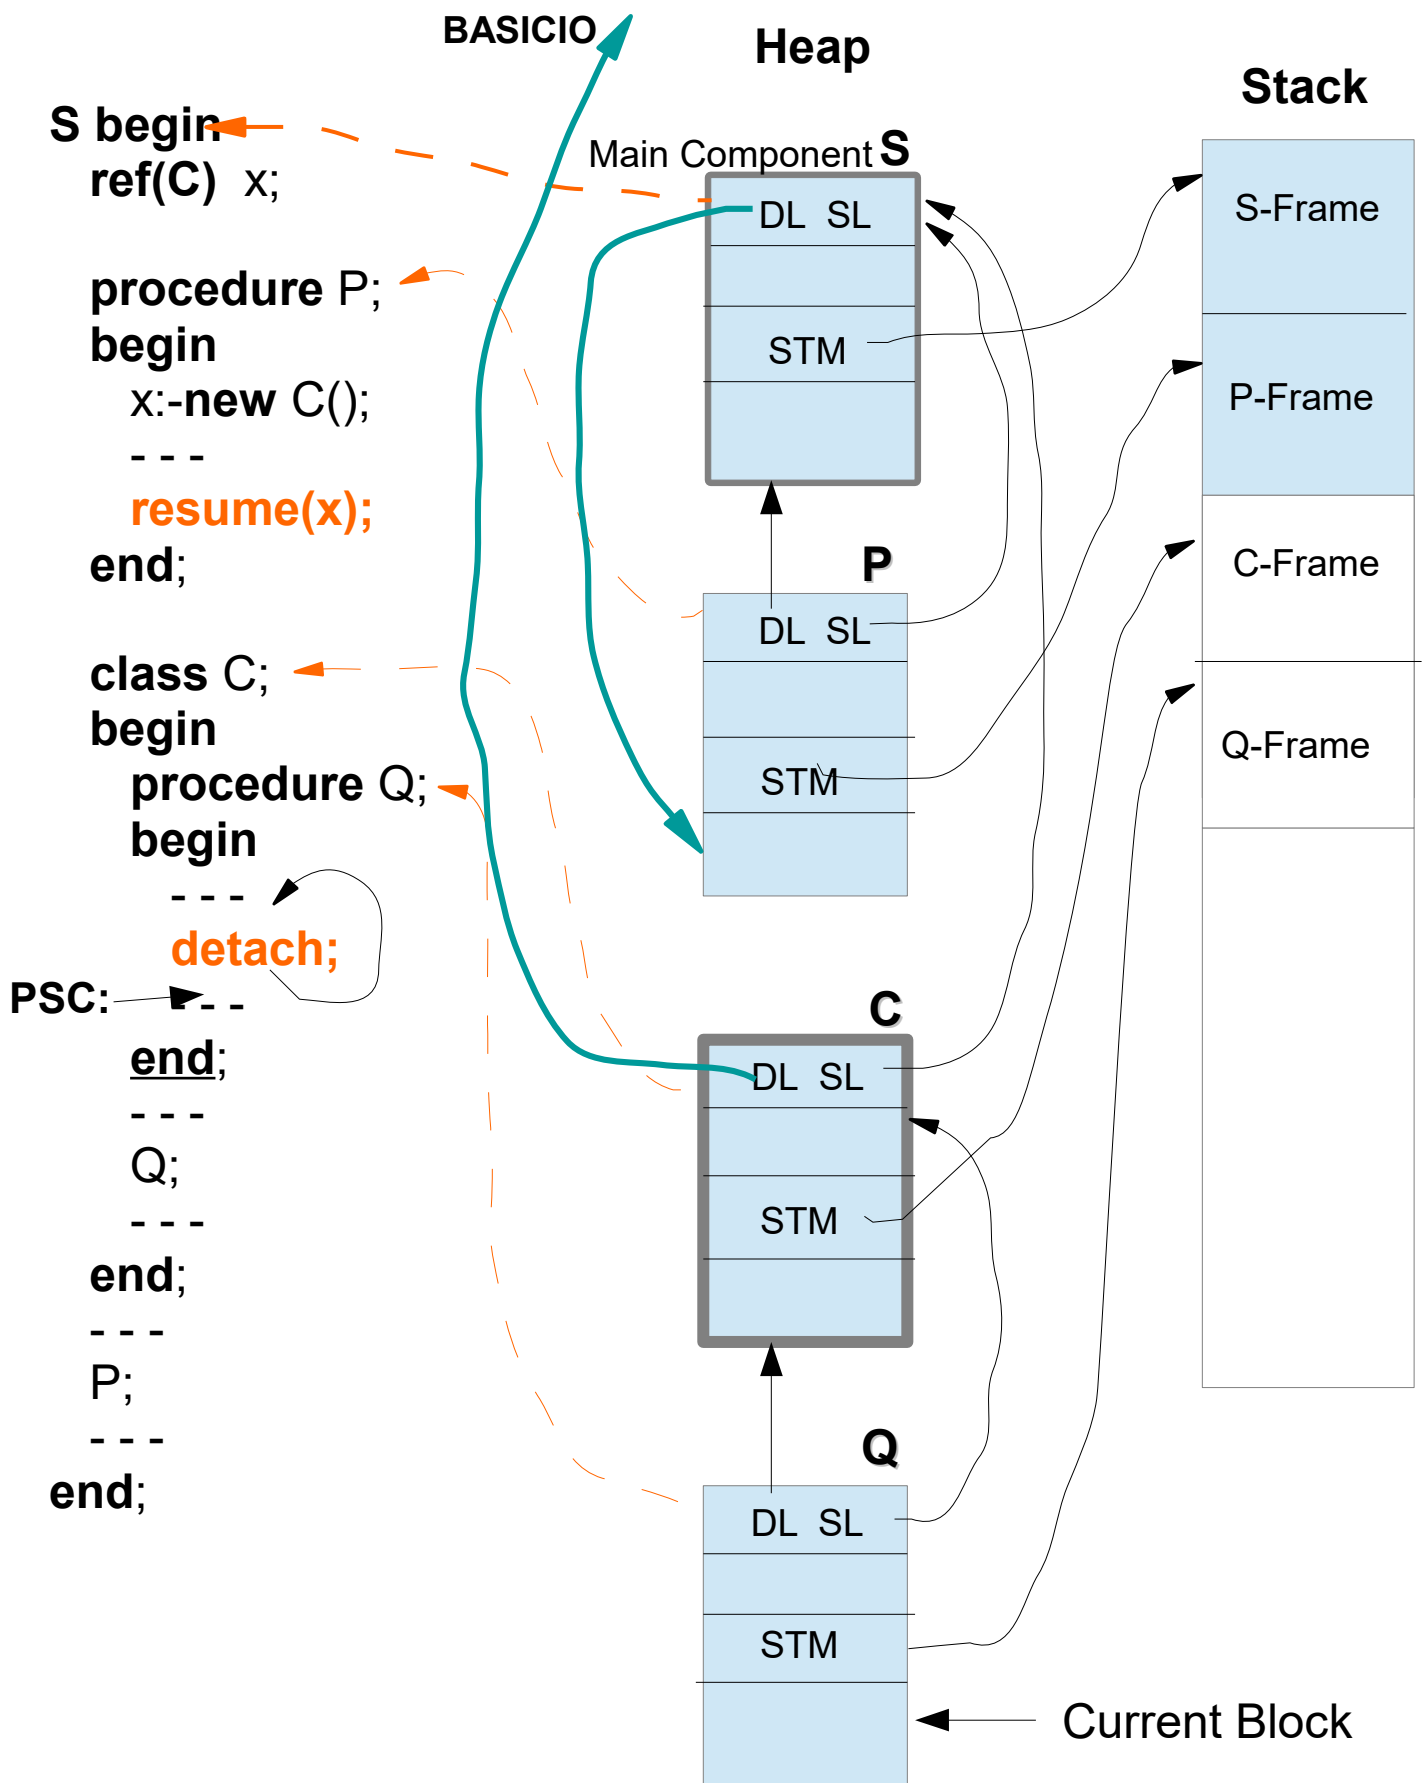 BASICIO
Heap
Stack
S begin
ref(C) x;
procedure P;
begin
x:-new C();
- - -
resume(x);
end;
class C;
begin
procedure Q;
begin
- - -
detach;
PSC:
- - -
end;
- - -
Q;
- - -
end;
- - -
P;
- - -
end;
Main Component S
DL SL
STM
P
DL SL
STM
C
DL SL
STM
Q
DL SL
STM
Current Block
S-Frame
P-Frame
C-Frame
Q-Frame